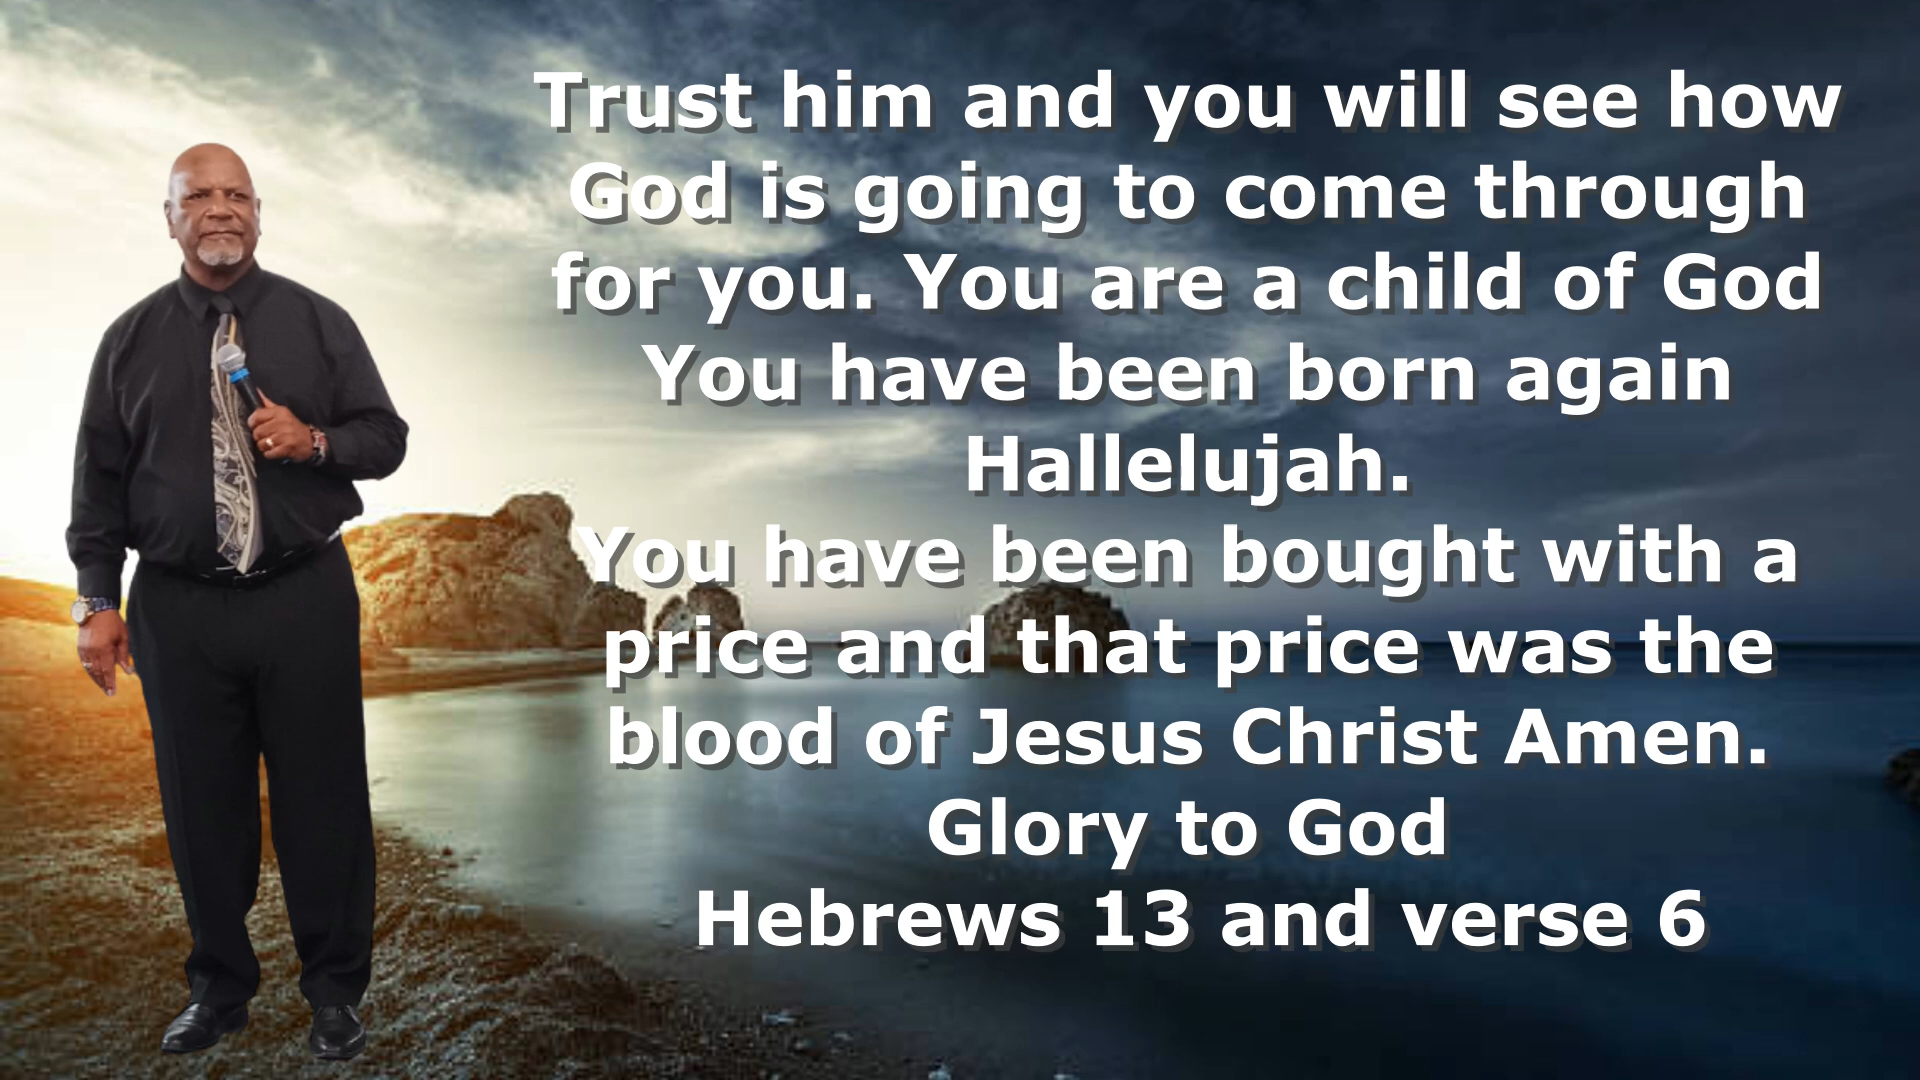 Trust him and you will see how
God is going to come through
for you. You are a child of God
You have been born again
Hallelujah.
You have been bought with a
price and that price was the
blood of Jesus Christ Amen.
Glory to God
Hebrews 13 and verse 6